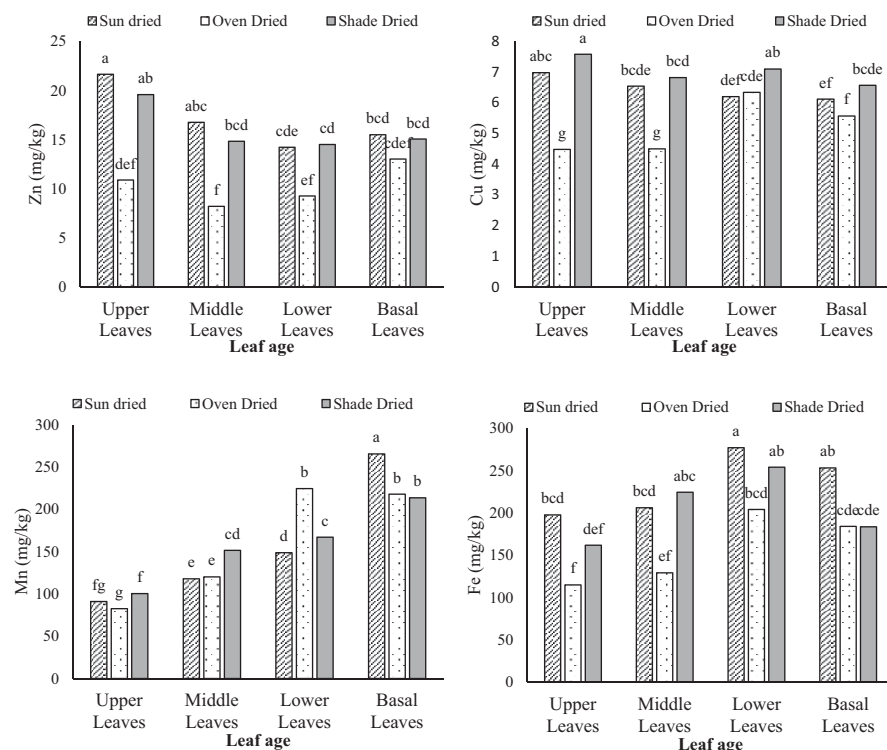 Sun dried Oven Dried Shade Dried
25
20
15
10
5
0
Zn (mg/kg)
a def ab
abc f bcd
cde ef cd
bcd cdef bcd
Upper Leaves
Middle Leaves
Lower Leaves
Basal Leaves
Leaf age
Sun dried Oven Dried Shade Dried
8
7
6
5
4
3
2
1
0
Cu (mg/kg)
abc g a
bcde g bcd
def cde ab
ef f bcde
Upper Leaves
Middle Leaves
Lower Leaves
Basal Leaves
Leaf age
Sun dried Oven Dried Shade Dried
300
250
200
150
100
50
0
Mn (mg/kg)
fg g f
e e cd
d b c
a b b
Upper Leaves
Middle Leaves
Lower Leaves
Basal Leaves
Leaf age
Sun dried Oven Dried Shade Dried
300
250
200
150
100
50
0
Fe (mg/kg)
bcd f def
bcd ef abc
a bcd ab
ab cde cde
Upper Leaves
Middle Leaves
Lower Leaves
Basal Leaves
Leaf age